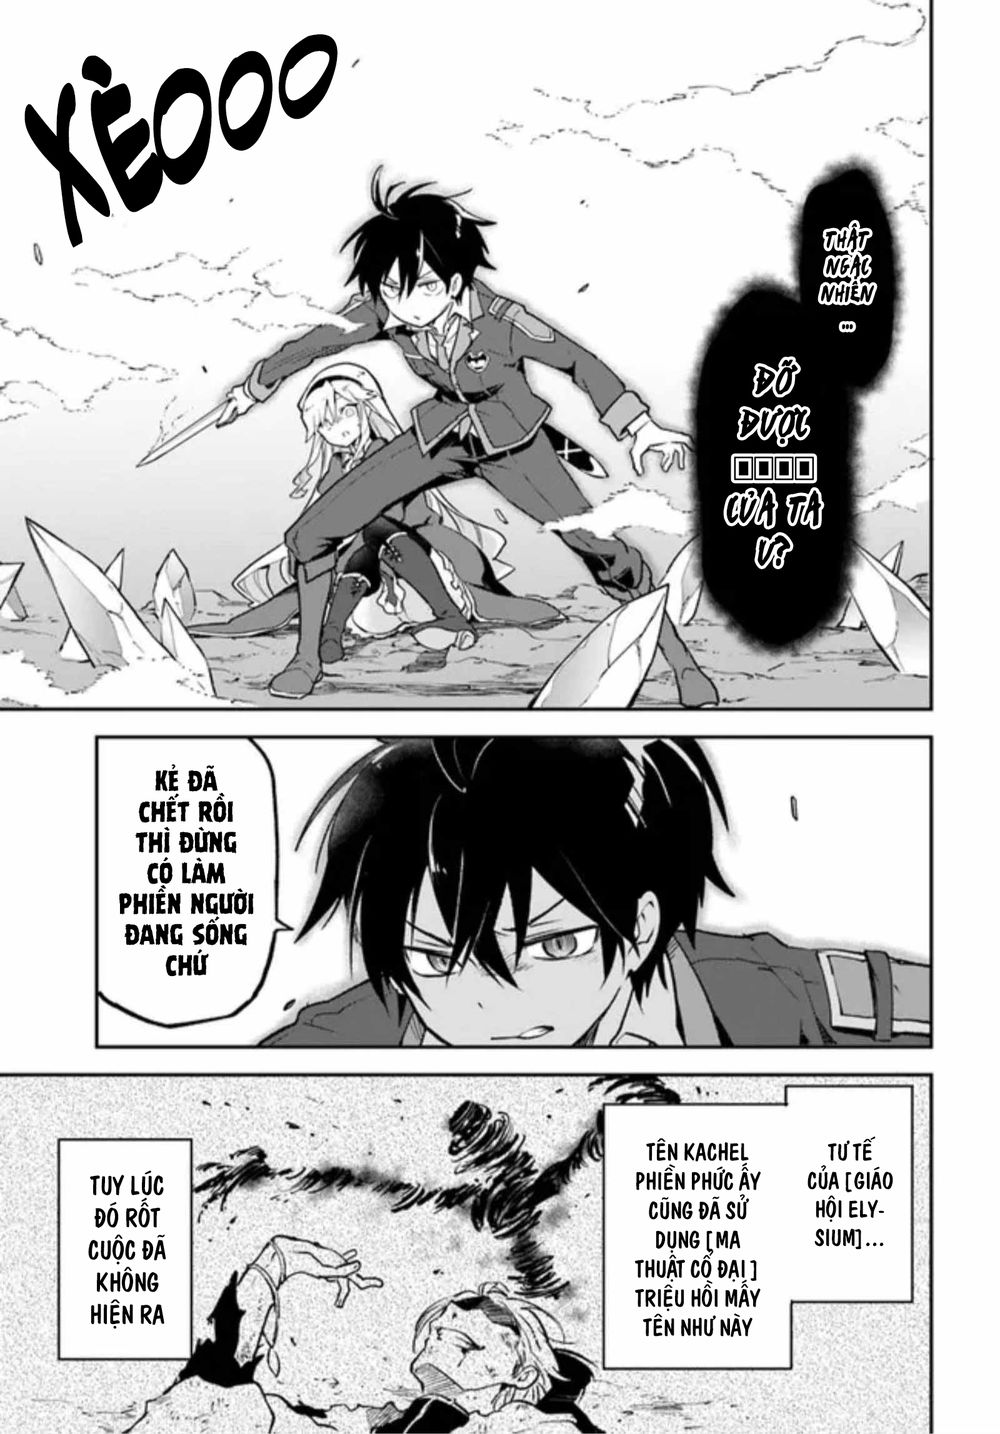 XÈOOO
THẬT
NGẠC
NHIÊN
...
ĐỠ
ĐƯỢC
□□□□
CỦA TA
Ư?
KẺ ĐÃ
CHẾT RỒI
THÌ ĐỪNG
CÓ LÀM
PHIỀN NGƯỜI
ĐANG SỐNG
CHỨ
TƯ TẾ
CỦA [GIÁO
HỘI ELY-
SIUM]...
TÊN KACHEL
PHIỀN PHỨC ẤY
CŨNG ĐÃ SỬ
DỤNG [MA
THUẬT CỔ ĐẠI]
TRIỆU HỒI MẤY
TÊN NHƯ NÀY
TUY LÚC
ĐÓ RỐT
CUỘC ĐÃ
KHÔNG
HIỆN RA